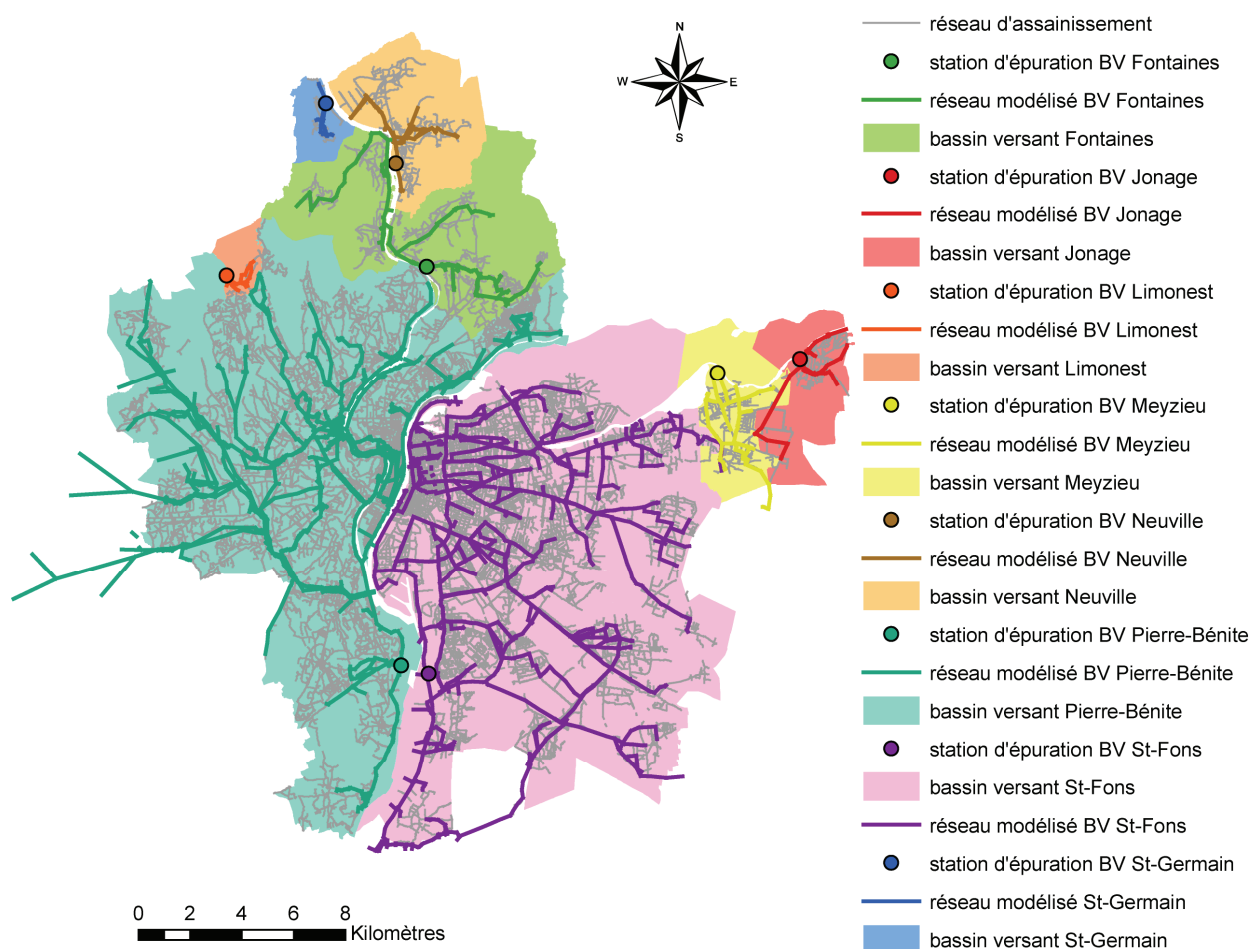 N
W
E
S
réseau d'assainissement
station d'épuration BV Fontaines
réseau modélisé BV Fontaines
bassin versant Fontaines
station d'épuration BV Jonage
réseau modélisé BV Jonage
bassin versant Jonage
station d'épuration BV Limonest
réseau modélisé BV Limonest
bassin versant Limonest
station d'épuration BV Meyzieu
réseau modélisé BV Meyzieu
bassin versant Meyzieu
station d'épuration BV Neuville
réseau modélisé BV Neuville
bassin versant Neuville
station d'épuration BV Pierre-Bénite
réseau modélisé BV Pierre-Bénite
bassin versant Pierre-Bénite
station d'épuration BV St-Fons
bassin versant St-Fons
réseau modélisé BV St-Fons
station d'épuration BV St-Germain
réseau modélisé St-Germain
bassin versant St-Germain
0 2 4 6 8
Kilomètres